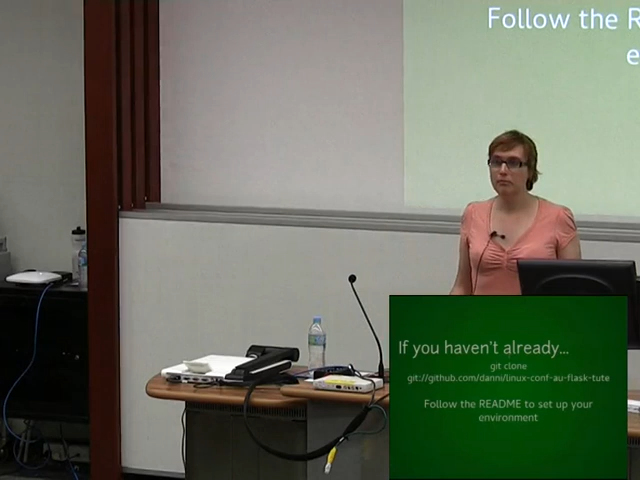 Follow the R
e
If you haven't already...
git clone
git://github.com/danni/linux-conf-au-flask-tute
Follow the README to set up your
environment